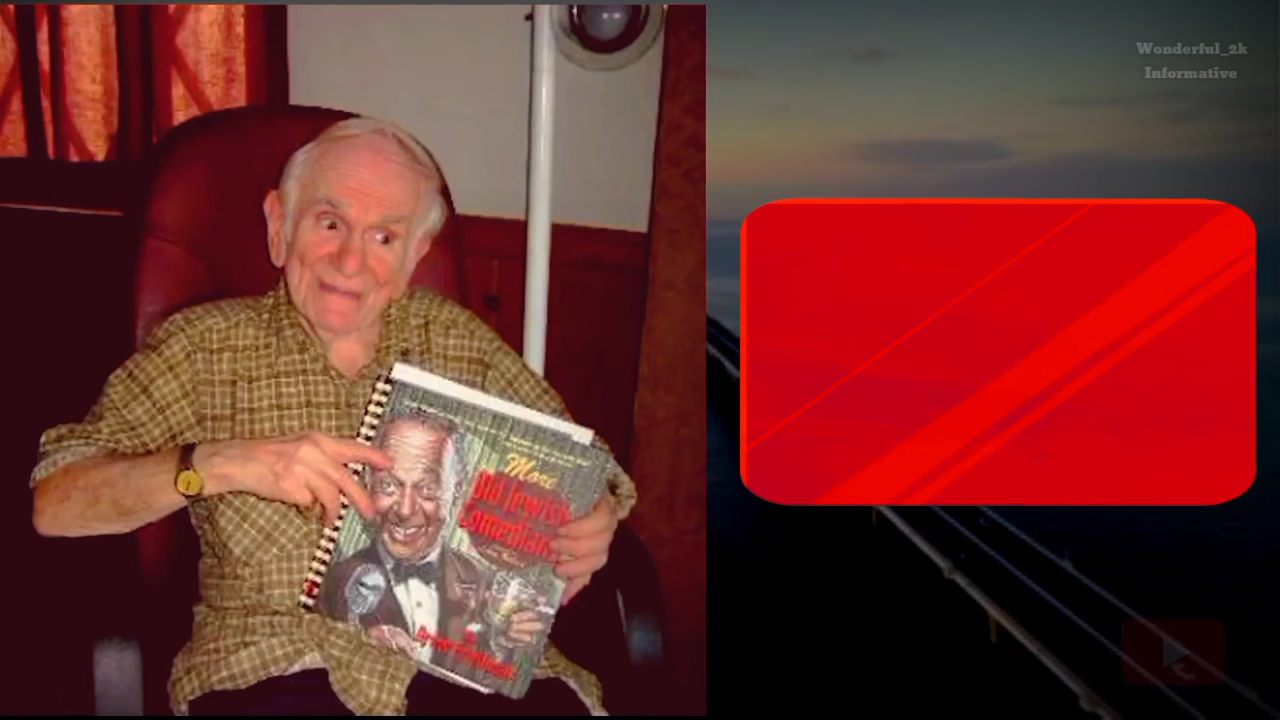 Wonderful_2k
Informative
More
Old Jewish
Comedians